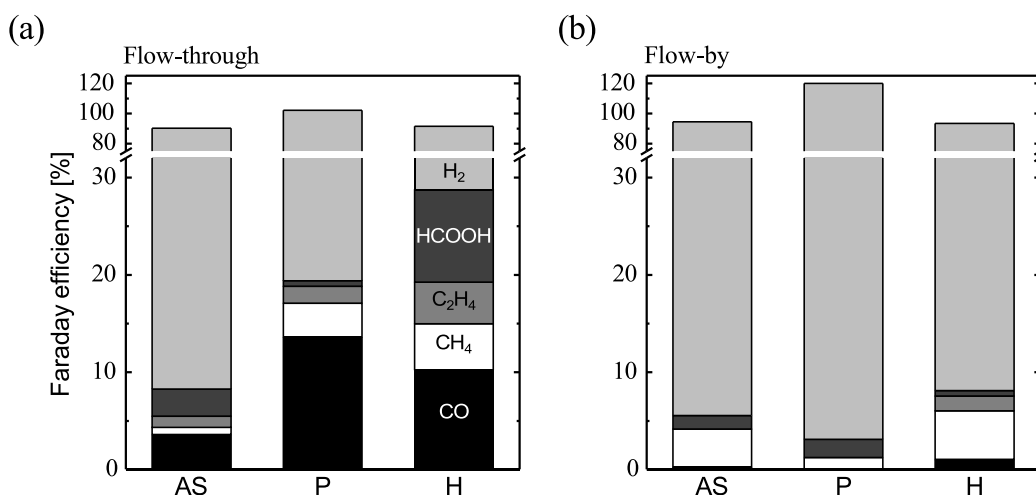 (a)
Flow-through
Faraday efficiency [%]
120
100
80
30
20
10
0
H₂
HCOOH
C₂H₄
CH₄
CO
AS P H
(b)
Flow-by
120
100
80
30
20
10
0
AS P H